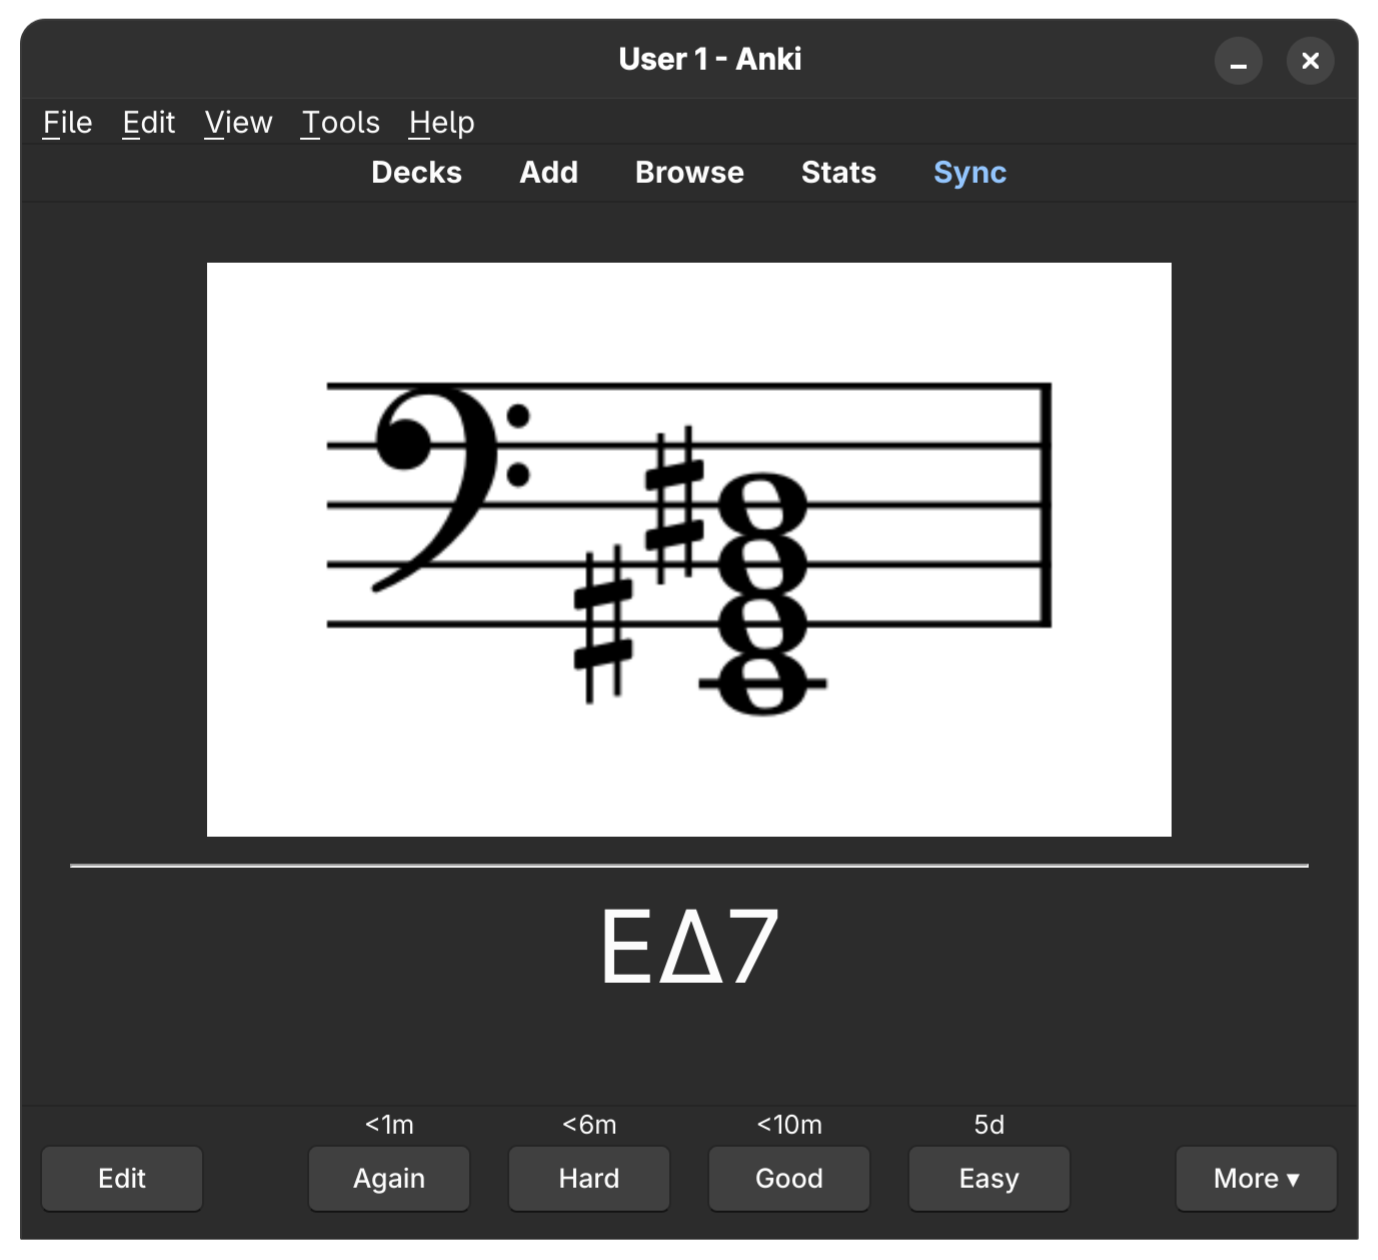 User 1 - Anki
File Edit View Tools Help
Decks Add Browse Stats Sync
E∆7
<1m <6m <10m 5d
Edit Again Hard Good Easy More ▾